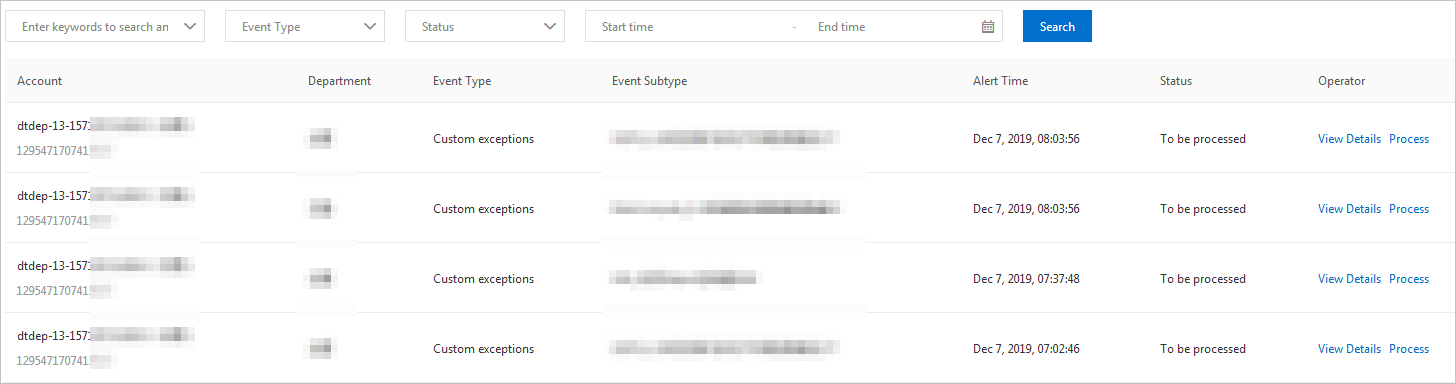 Enter keywords to search an Event Type Status Start time - End time Search
Account Department Event Type Event Subtype Alert Time Status Operator
dtdep-13-157
Custom exceptions Dec 7, 2019, 08:03:56 To be processed View Details Process
129547170741
dtdep-13-157
Custom exceptions Dec 7, 2019, 08:03:56 To be processed View Details Process
129547170741
dtdep-13-157
Custom exceptions Dec 7, 2019, 07:37:48 To be processed View Details Process
129547170741
dtdep-13-157
Custom exceptions Dec 7, 2019, 07:02:46 To be processed View Details Process
129547170741